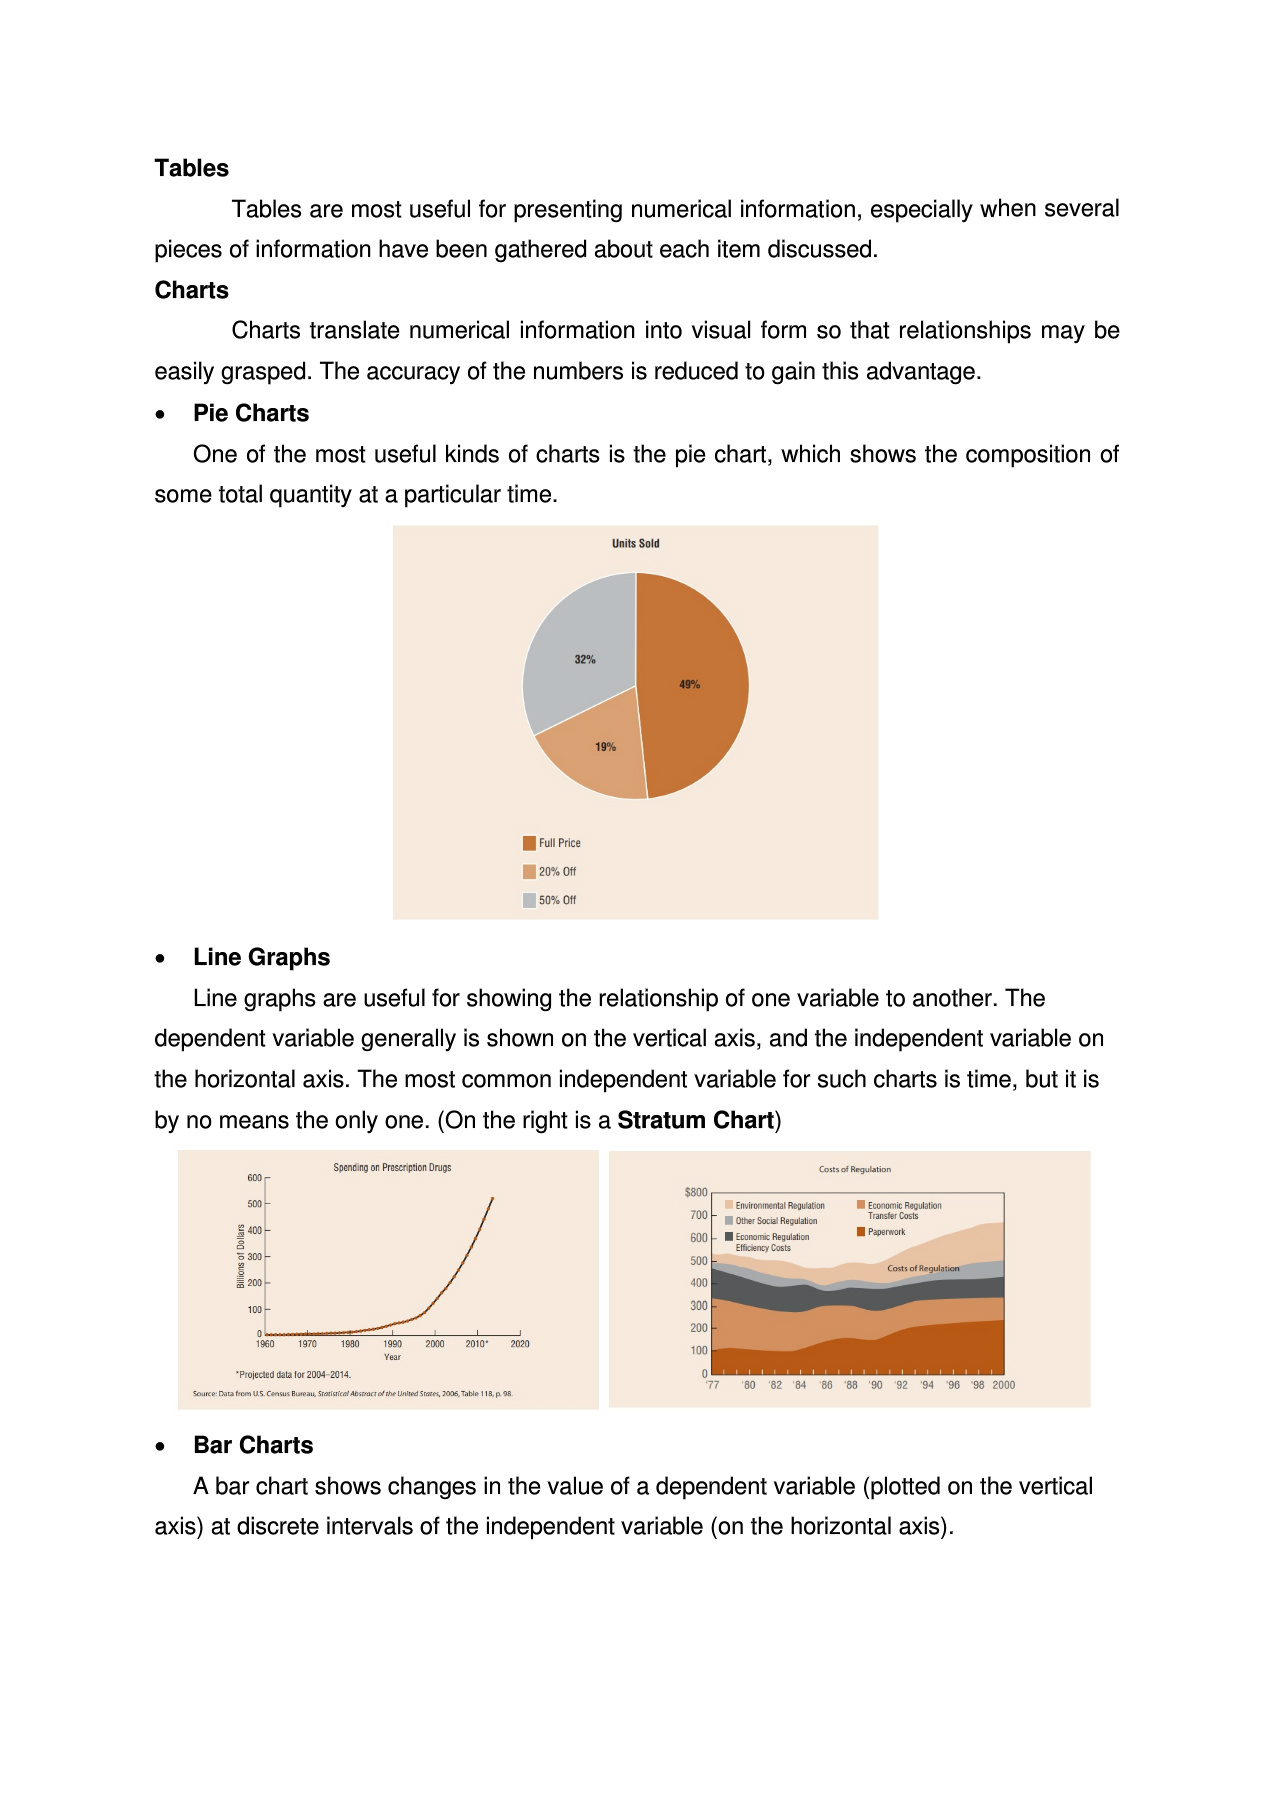 Tables
Tables are most useful for presenting numerical information, especially when several
pieces of information have been gathered about each item discussed.
Charts
Charts translate numerical information into visual form so that relationships may be
easily grasped. The accuracy of the numbers is reduced to gain this advantage.
• Pie Charts
One of the most useful kinds of charts is the pie chart, which shows the composition of
some total quantity at a particular time.
Units Sold
32%
49%
19%
Full Price
20% Off
50% Off
• Line Graphs
Line graphs are useful for showing the relationship of one variable to another. The
dependent variable generally is shown on the vertical axis, and the independent variable on
the horizontal axis. The most common independent variable for such charts is time, but it is
by no means the only one. (On the right is a Stratum Chart)
Spending on Prescription Drugs
Billions of Dollars
600
500
400
300
200
100
0
1960 1970 1980 1990 2000 2010* 2020
Year
*Projected data for 2004–2014.
Source: Data from U.S. Census Bureau, Statistical Abstract of the United States, 2006, Table 118, p. 98.
Costs of Regulation
$800
700
600
500
400
300
200
100
0
Environmental Regulation
Other Social Regulation
Economic Regulation
Efficiency Costs
Economic Regulation
Transfer Costs
Paperwork
Costs of Regulation
'77 '80 '82 '84 '86 '88 '90 '92 '94 '96 '98 2000
• Bar Charts
A bar chart shows changes in the value of a dependent variable (plotted on the vertical
axis) at discrete intervals of the independent variable (on the horizontal axis).